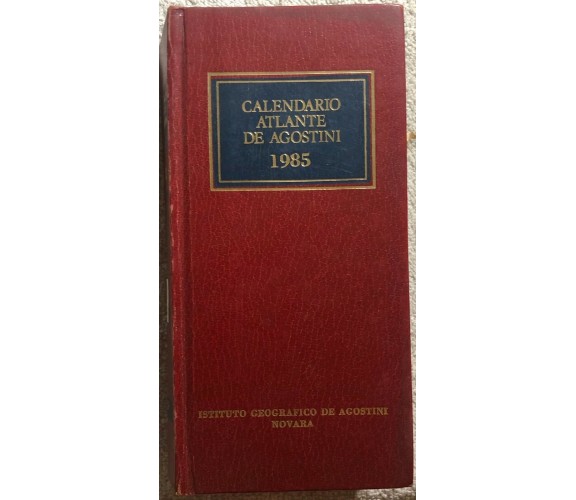 CALENDARIO
ATLANTE
DE AGOSTINI
1985
ISTITUTO GEOGRAFICO DE AGOSTINI
NOVARA